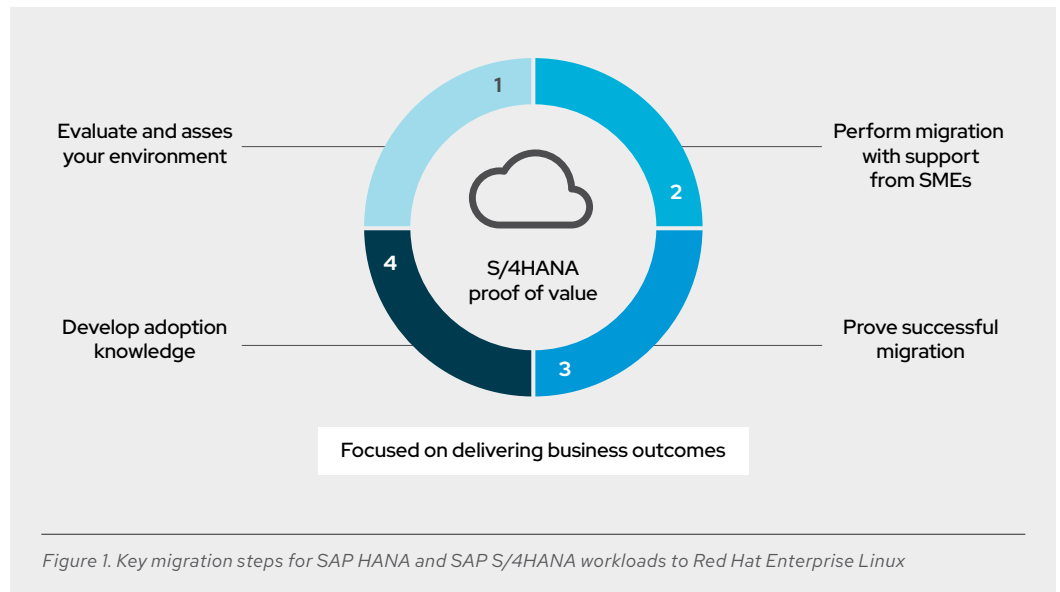 1
Evaluate and asses
your environment
2
Perform migration
with support
from SMEs
S/4HANA
proof of value
4
Develop adoption
knowledge
3
Prove successful
migration
Focused on delivering business outcomes
Figure 1. Key migration steps for SAP HANA and SAP S/4HANA workloads to Red Hat Enterprise Linux